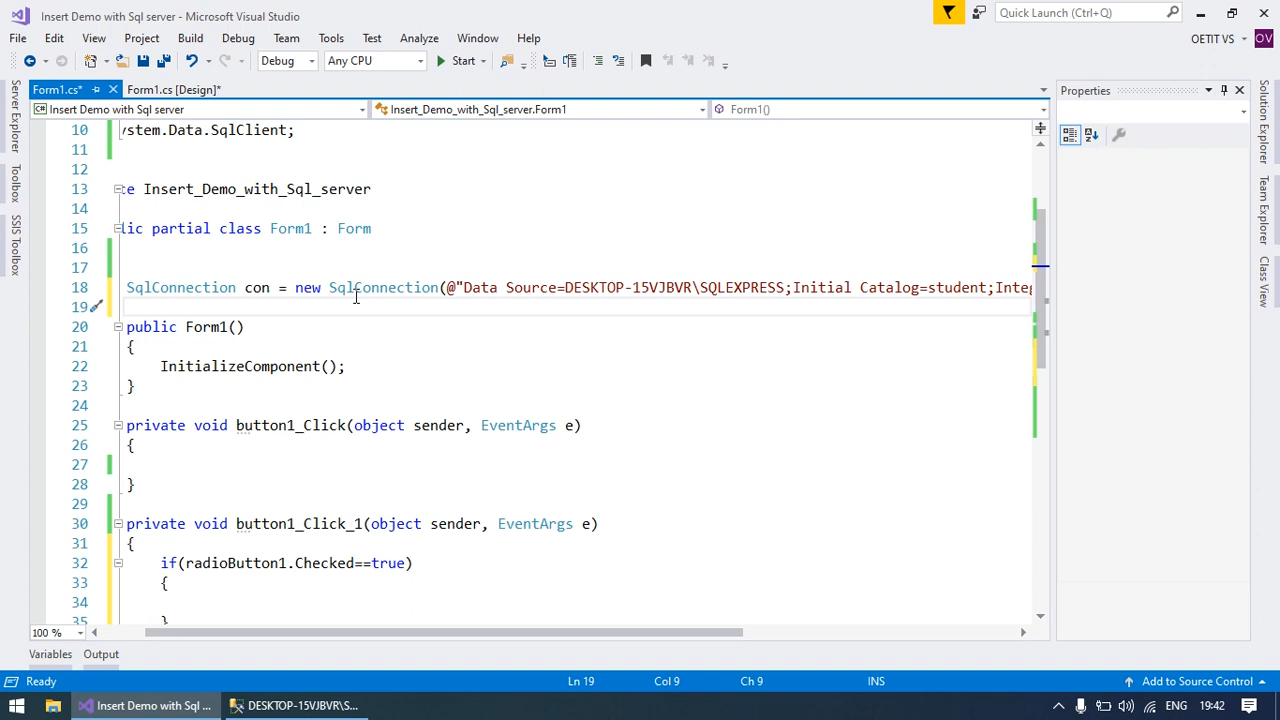 Insert Demo with Sql server - Microsoft Visual Studio
Quick Launch (Ctrl+Q)
File Edit View Project Build Debug Team Tools Test Analyze Window Help
OETIT VS OV
Debug Any CPU Start
Form1.cs* Form1.cs [Design]*
Insert Demo with Sql server Insert_Demo_with_Sql_server.Form1 Form1()
Properties
Server Explorer
Toolbox
SSIS Toolbox
Solution Explorer
Team Explorer
Class View
10 ystem.Data.SqlClient;
11
12
13 ce Insert_Demo_with_Sql_server
14
15 lic partial class Form1 : Form
16
17
18 SqlConnection con = new SqlConnection(@"Data Source=DESKTOP-15VJBVR\SQLEXPRESS;Initial Catalog=student;Integ
19
20 public Form1()
21 {
22 InitializeComponent();
23 }
24
25 private void button1_Click(object sender, EventArgs e)
26 {
27
28 }
29
30 private void button1_Click_1(object sender, EventArgs e)
31 {
32 if(radioButton1.Checked==true)
33 {
34
35 }
100 %
Variables Output
Ready Ln 19 Col 9 Ch 9 INS Add to Source Control
Insert Demo with Sql ... DESKTOP-15VJBVR\S... ENG 19:42